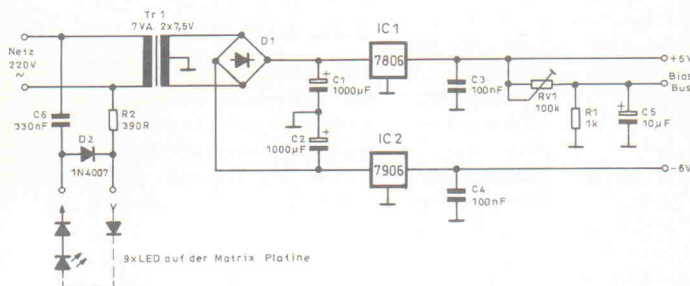 Tr 1
7VA 2x7,5V
Netz
220V
~
D1
IC 1
7806
+6V
Bias
Bus
C6
330nF
R2
390R
C1
1000µF
C3
100nF
RV1
100k
R1
1k
C5
10µF
D2
1N4007
C2
1000µF
IC 2
7906
-6V
C4
100nF
9xLED auf der Matrix Platine